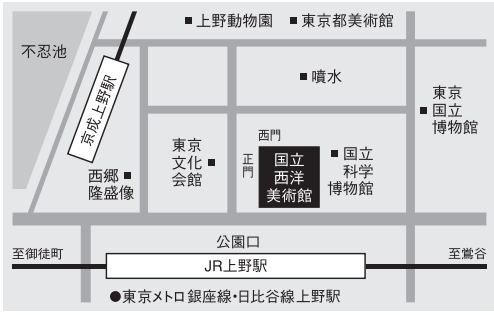 ■上野動物園 ■東京都美術館
不忍池
■噴水
京成上野駅
東京
■国立
博物館
西門
東京
文化■
会館
正門
国立
西洋
美術館
■国立
科学
博物館
西郷■
隆盛像
公園口
至御徒町
至鶯谷
JR上野駅
●東京メトロ銀座線・日比谷線上野駅